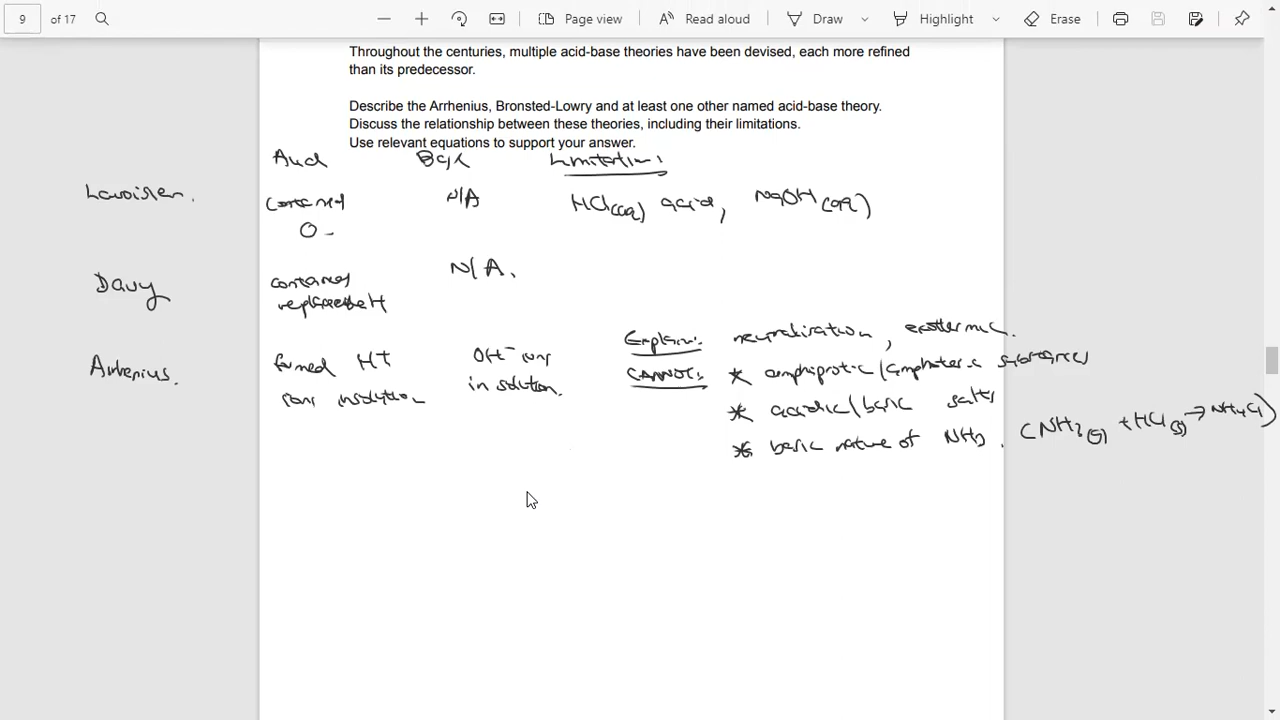 9 of 17 Page view Read aloud Draw Highlight Erase
Throughout the centuries, multiple acid-base theories have been devised, each more refined
than its predecessor.
Describe the Arrhenius, Bronsted-Lowry and at least one other named acid-base theory.
Discuss the relationship between these theories, including their limitations.
Use relevant equations to support your answer.
Acid Base Limitations
Lavoisier. contained N/A HCl(aq) acid, NaOH(aq)
O
Davy contained N/A.
replaceable H
Explain: neutralisation, exothermic.
Arrhenius. formed H+ OH- ions CANNOT: * amphiprotic/amphoteric substances
ions in solution in solution. * acidic/basic salts
* basic nature of NH3. (NH3(g) + HCl(g) → NH4Cl)